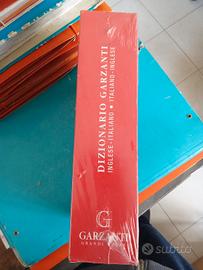 DIZIONARIO GARZANTI
INGLESE-ITALIANO • ITALIANO-INGLESE
G
GARZANTI
GRANDI
subito